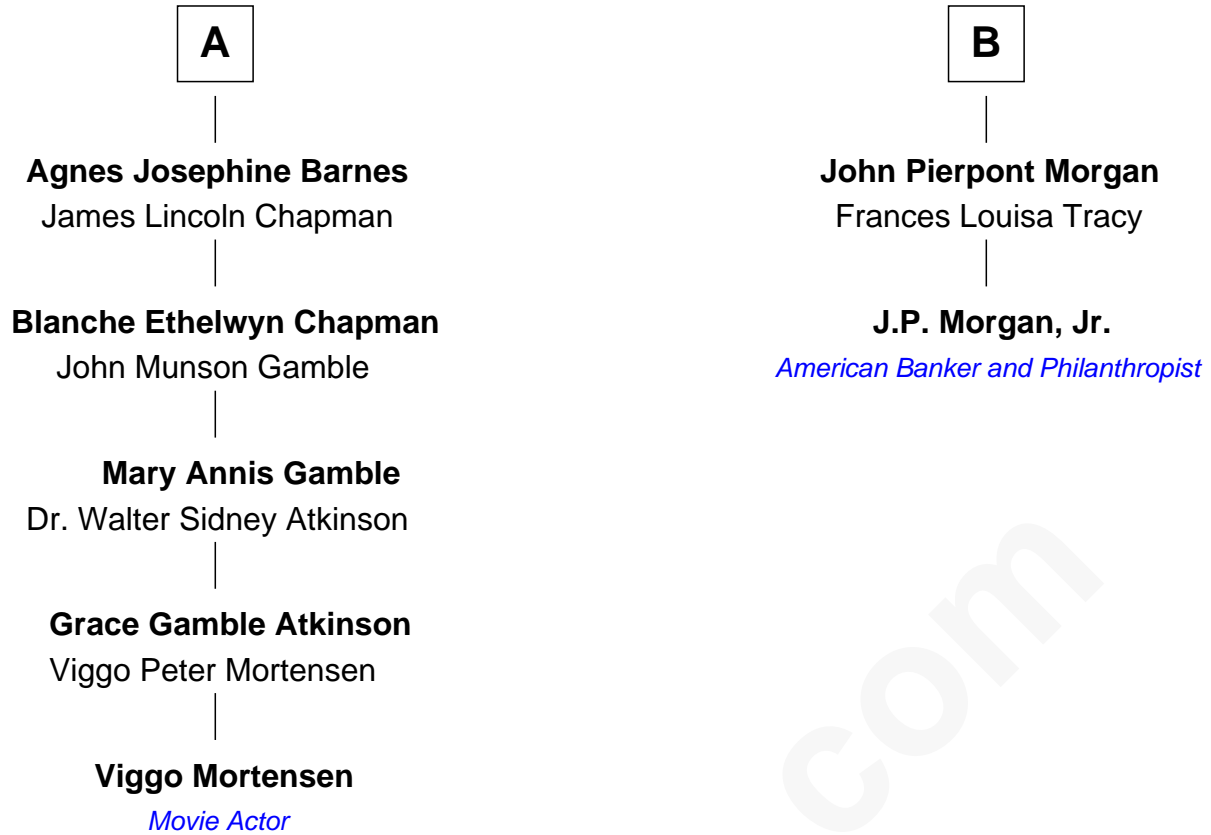 A
Agnes Josephine Barnes
James Lincoln Chapman
Blanche Ethelwyn Chapman
John Munson Gamble
Mary Annis Gamble
Dr. Walter Sidney Atkinson
Grace Gamble Atkinson
Viggo Peter Mortensen
Viggo Mortensen
Movie Actor
B
John Pierpont Morgan
Frances Louisa Tracy
J.P. Morgan, Jr.
American Banker and Philanthropist
com